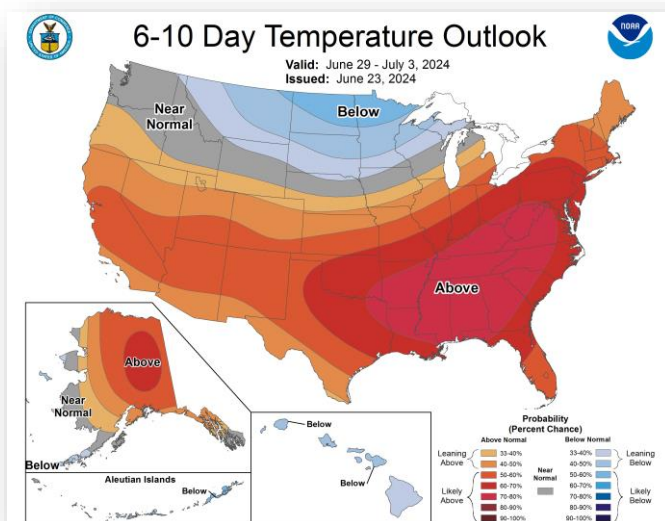 6-10 Day Temperature Outlook
Valid: June 29 - July 3, 2024
Issued: June 23, 2024
NOAA
Near
Normal
Below
Above
Above
Near
Normal
Below
Aleutian Islands
Below
Below
Below
Probability
(Percent Chance)
Above Normal Below Normal
Leaning
Above
33-40%
40-50%
Likely
Above
50-60%
60-70%
70-80%
80-90%
90-100%
Near
Normal
33-40%
40-50%
Leaning
Below
50-60%
60-70%
70-80%
80-90%
90-100%
Likely
Below